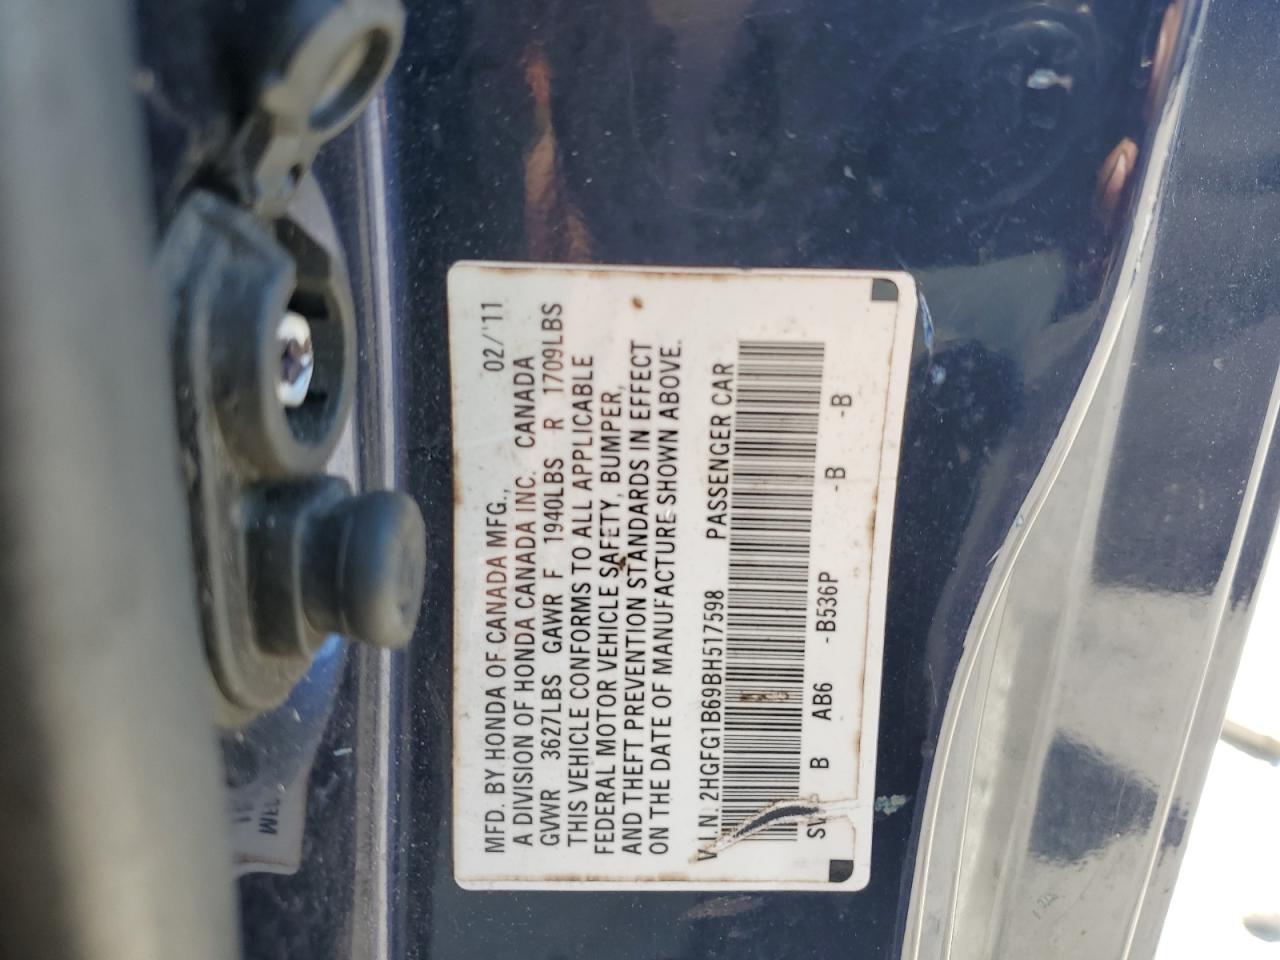 MFD. BY HONDA OF CANADA MFG., 02/'11
A DIVISION OF HONDA CANADA INC. CANADA
GVWR 3627LBS GAWR F 1940LBS R 1709LBS
THIS VEHICLE CONFORMS TO ALL APPLICABLE
FEDERAL MOTOR VEHICLE SAFETY, BUMPER,
AND THEFT PREVENTION STANDARDS IN EFFECT
ON THE DATE OF MANUFACTURE SHOWN ABOVE.
V.I.N. 2HGFG1B69BH517598 PASSENGER CAR
B AB6 -B536P -B -B